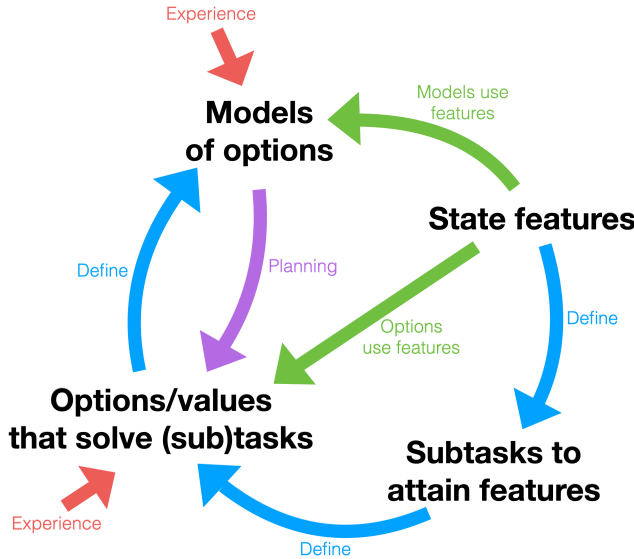 Experience
Models
of options
Models use
features
State features
Define
Planning
Options
use features
Define
Options/values
that solve (sub)tasks
Subtasks to
attain features
Experience
Define